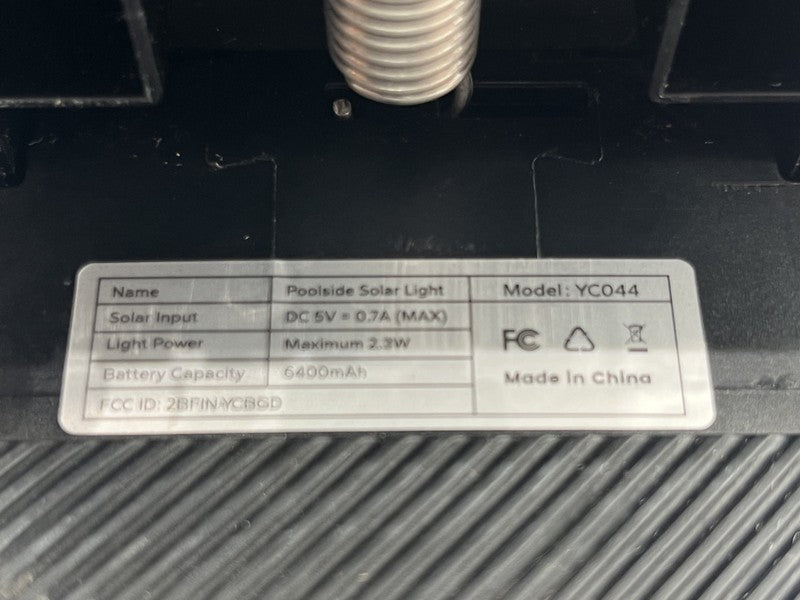 Name Poolside Solar Light Model: YC044
Solar Input DC 5V = 0.7A (MAX)
Light Power Maximum 2.2W
Battery Capacity 6400mAh
FCC ID: 2BFIN-YCBGD
FC
Made in China